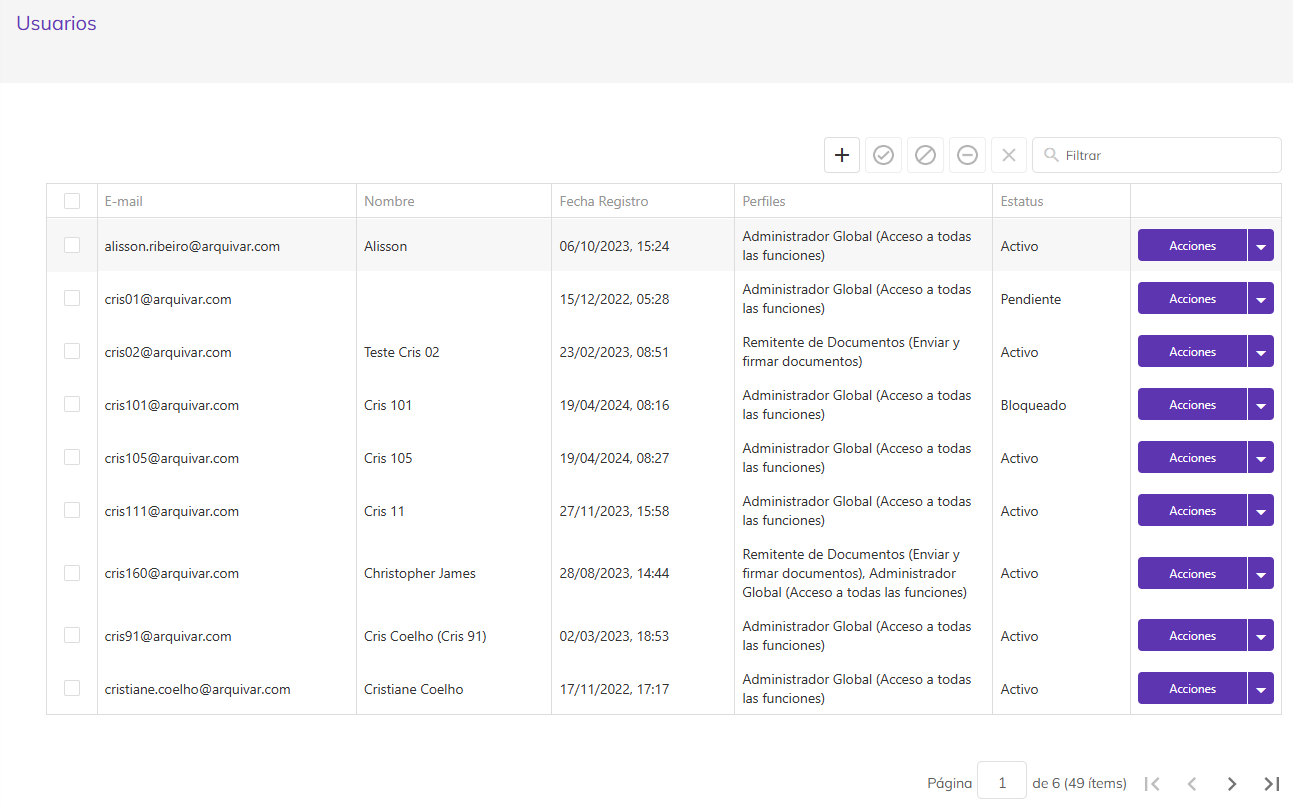 Usuarios
Filtrar
E-mail Nombre Fecha Registro Perfiles Estatus
alisson.ribeiro@arquivar.com Alisson 06/10/2023, 15:24 Administrador Global (Acceso a todas
las funciones) Activo Acciones
cris01@arquivar.com 15/12/2022, 05:28 Administrador Global (Acceso a todas
las funciones) Pendiente Acciones
cris02@arquivar.com Teste Cris 02 23/02/2023, 08:51 Remitente de Documentos (Enviar y
firmar documentos) Activo Acciones
cris101@arquivar.com Cris 101 19/04/2024, 08:16 Administrador Global (Acceso a todas
las funciones) Bloqueado Acciones
cris105@arquivar.com Cris 105 19/04/2024, 08:27 Administrador Global (Acceso a todas
las funciones) Activo Acciones
cris111@arquivar.com Cris 11 27/11/2023, 15:58 Administrador Global (Acceso a todas
las funciones) Activo Acciones
cris160@arquivar.com Christopher James 28/08/2023, 14:44 Remitente de Documentos (Enviar y
firmar documentos), Administrador
Global (Acceso a todas las funciones) Activo Acciones
cris91@arquivar.com Cris Coelho (Cris 91) 02/03/2023, 18:53 Administrador Global (Acceso a todas
las funciones) Activo Acciones
cristiane.coelho@arquivar.com Cristiane Coelho 17/11/2022, 17:17 Administrador Global (Acceso a todas
las funciones) Activo Acciones
Página 1 de 6 (49 ítems)